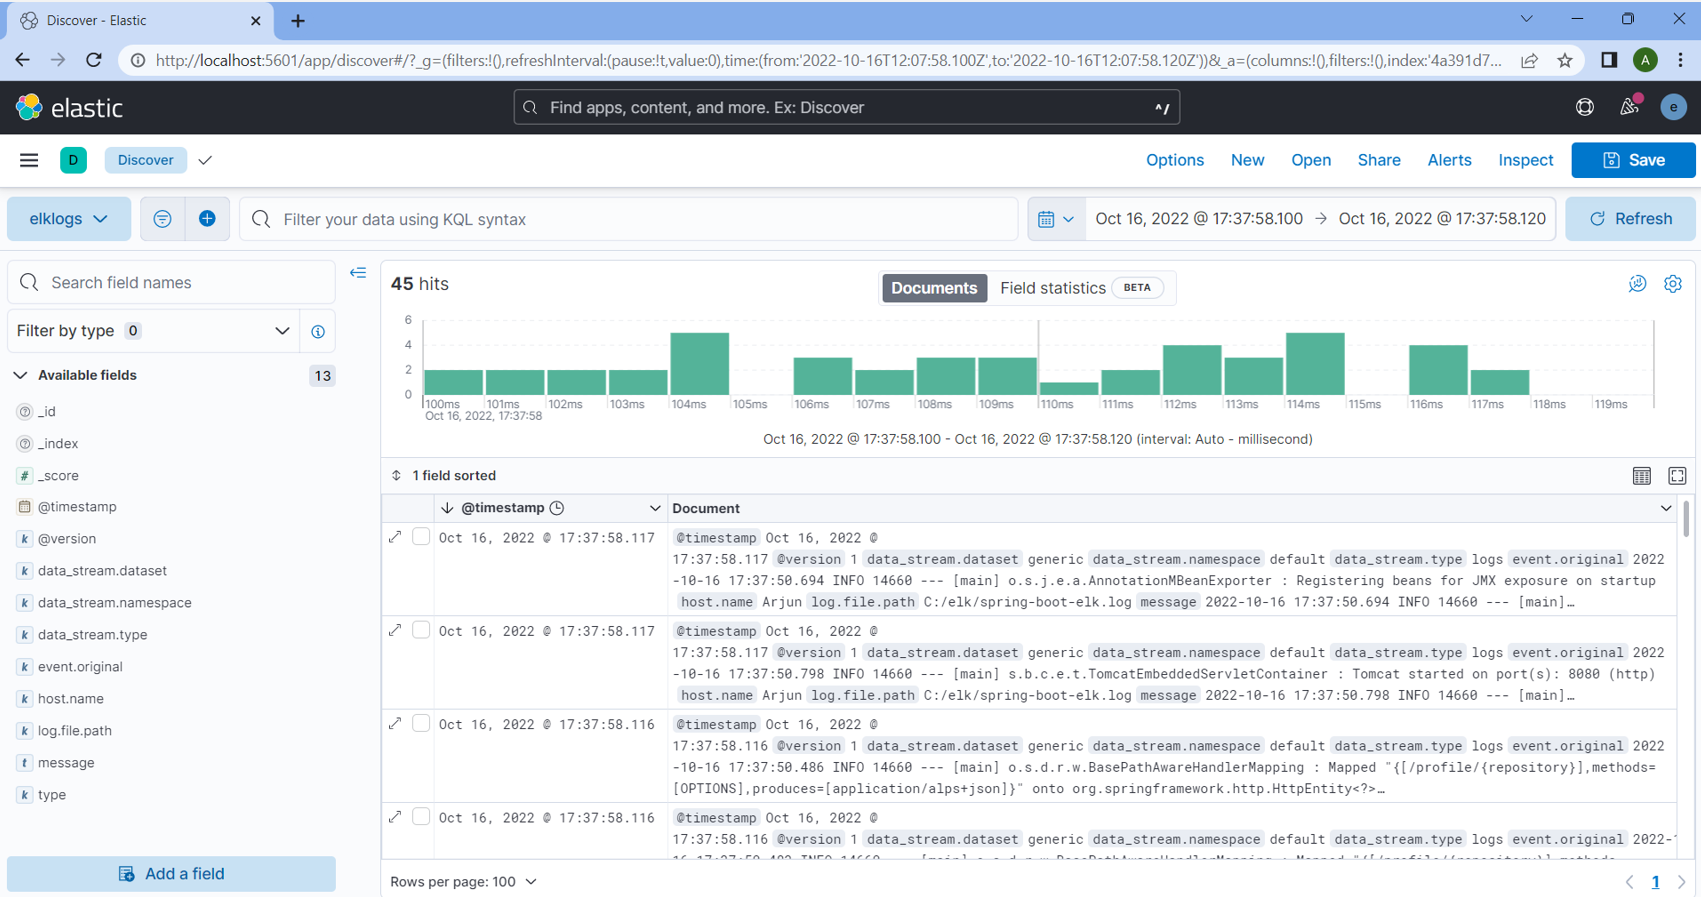 Discover - Elastic
http://localhost:5601/app/discover#/?_g=(filters:!(),refreshInterval:(pause:!t,value:0),time:(from:'2022-10-16T12:07:58.100Z',to:'2022-10-16T12:07:58.120Z'))&_a=(columns:!(),filters:!(),index:'4a391d7...
A
elastic
Find apps, content, and more. Ex: Discover
^/
e
D
Discover
Options
New
Open
Share
Alerts
Inspect
Save
elklogs
Filter your data using KQL syntax
Oct 16, 2022 @ 17:37:58.100 → Oct 16, 2022 @ 17:37:58.120
Refresh
Search field names
Filter by type 0
Available fields 13
_id
_index
# _score
@timestamp
k @version
k data_stream.dataset
k data_stream.namespace
k data_stream.type
k event.original
k host.name
k log.file.path
t message
k type
Add a field
45 hits
Documents
Field statistics BETA
6
4
2
0
100ms 101ms 102ms 103ms 104ms 105ms 106ms 107ms 108ms 109ms 110ms 111ms 112ms 113ms 114ms 115ms 116ms 117ms 118ms 119ms
Oct 16, 2022, 17:37:58
Oct 16, 2022 @ 17:37:58.100 - Oct 16, 2022 @ 17:37:58.120 (interval: Auto - millisecond)
1 field sorted
@timestamp
Document
Oct 16, 2022 @ 17:37:58.117
@timestamp Oct 16, 2022 @
17:37:58.117 @version 1 data_stream.dataset generic data_stream.namespace default data_stream.type logs event.original 2022
-10-16 17:37:50.694 INFO 14660 --- [main] o.s.j.e.a.AnnotationMBeanExporter : Registering beans for JMX exposure on startup
host.name Arjun log.file.path C:/elk/spring-boot-elk.log message 2022-10-16 17:37:50.694 INFO 14660 --- [main]…
Oct 16, 2022 @ 17:37:58.117
@timestamp Oct 16, 2022 @
17:37:58.117 @version 1 data_stream.dataset generic data_stream.namespace default data_stream.type logs event.original 2022
-10-16 17:37:50.798 INFO 14660 --- [main] s.b.c.e.t.TomcatEmbeddedServletContainer : Tomcat started on port(s): 8080 (http)
host.name Arjun log.file.path C:/elk/spring-boot-elk.log message 2022-10-16 17:37:50.798 INFO 14660 --- [main]…
Oct 16, 2022 @ 17:37:58.116
@timestamp Oct 16, 2022 @
17:37:58.116 @version 1 data_stream.dataset generic data_stream.namespace default data_stream.type logs event.original 2022
-10-16 17:37:50.486 INFO 14660 --- [main] o.s.d.r.w.BasePathAwareHandlerMapping : Mapped "{[/profile/{repository}],methods=
[OPTIONS],produces=[application/alps+json]}" onto org.springframework.http.HttpEntity<?>…
Oct 16, 2022 @ 17:37:58.116
@timestamp Oct 16, 2022 @
17:37:58.116 @version 1 data_stream.dataset generic data_stream.namespace default data_stream.type logs event.original 2022-
Rows per page: 100
1